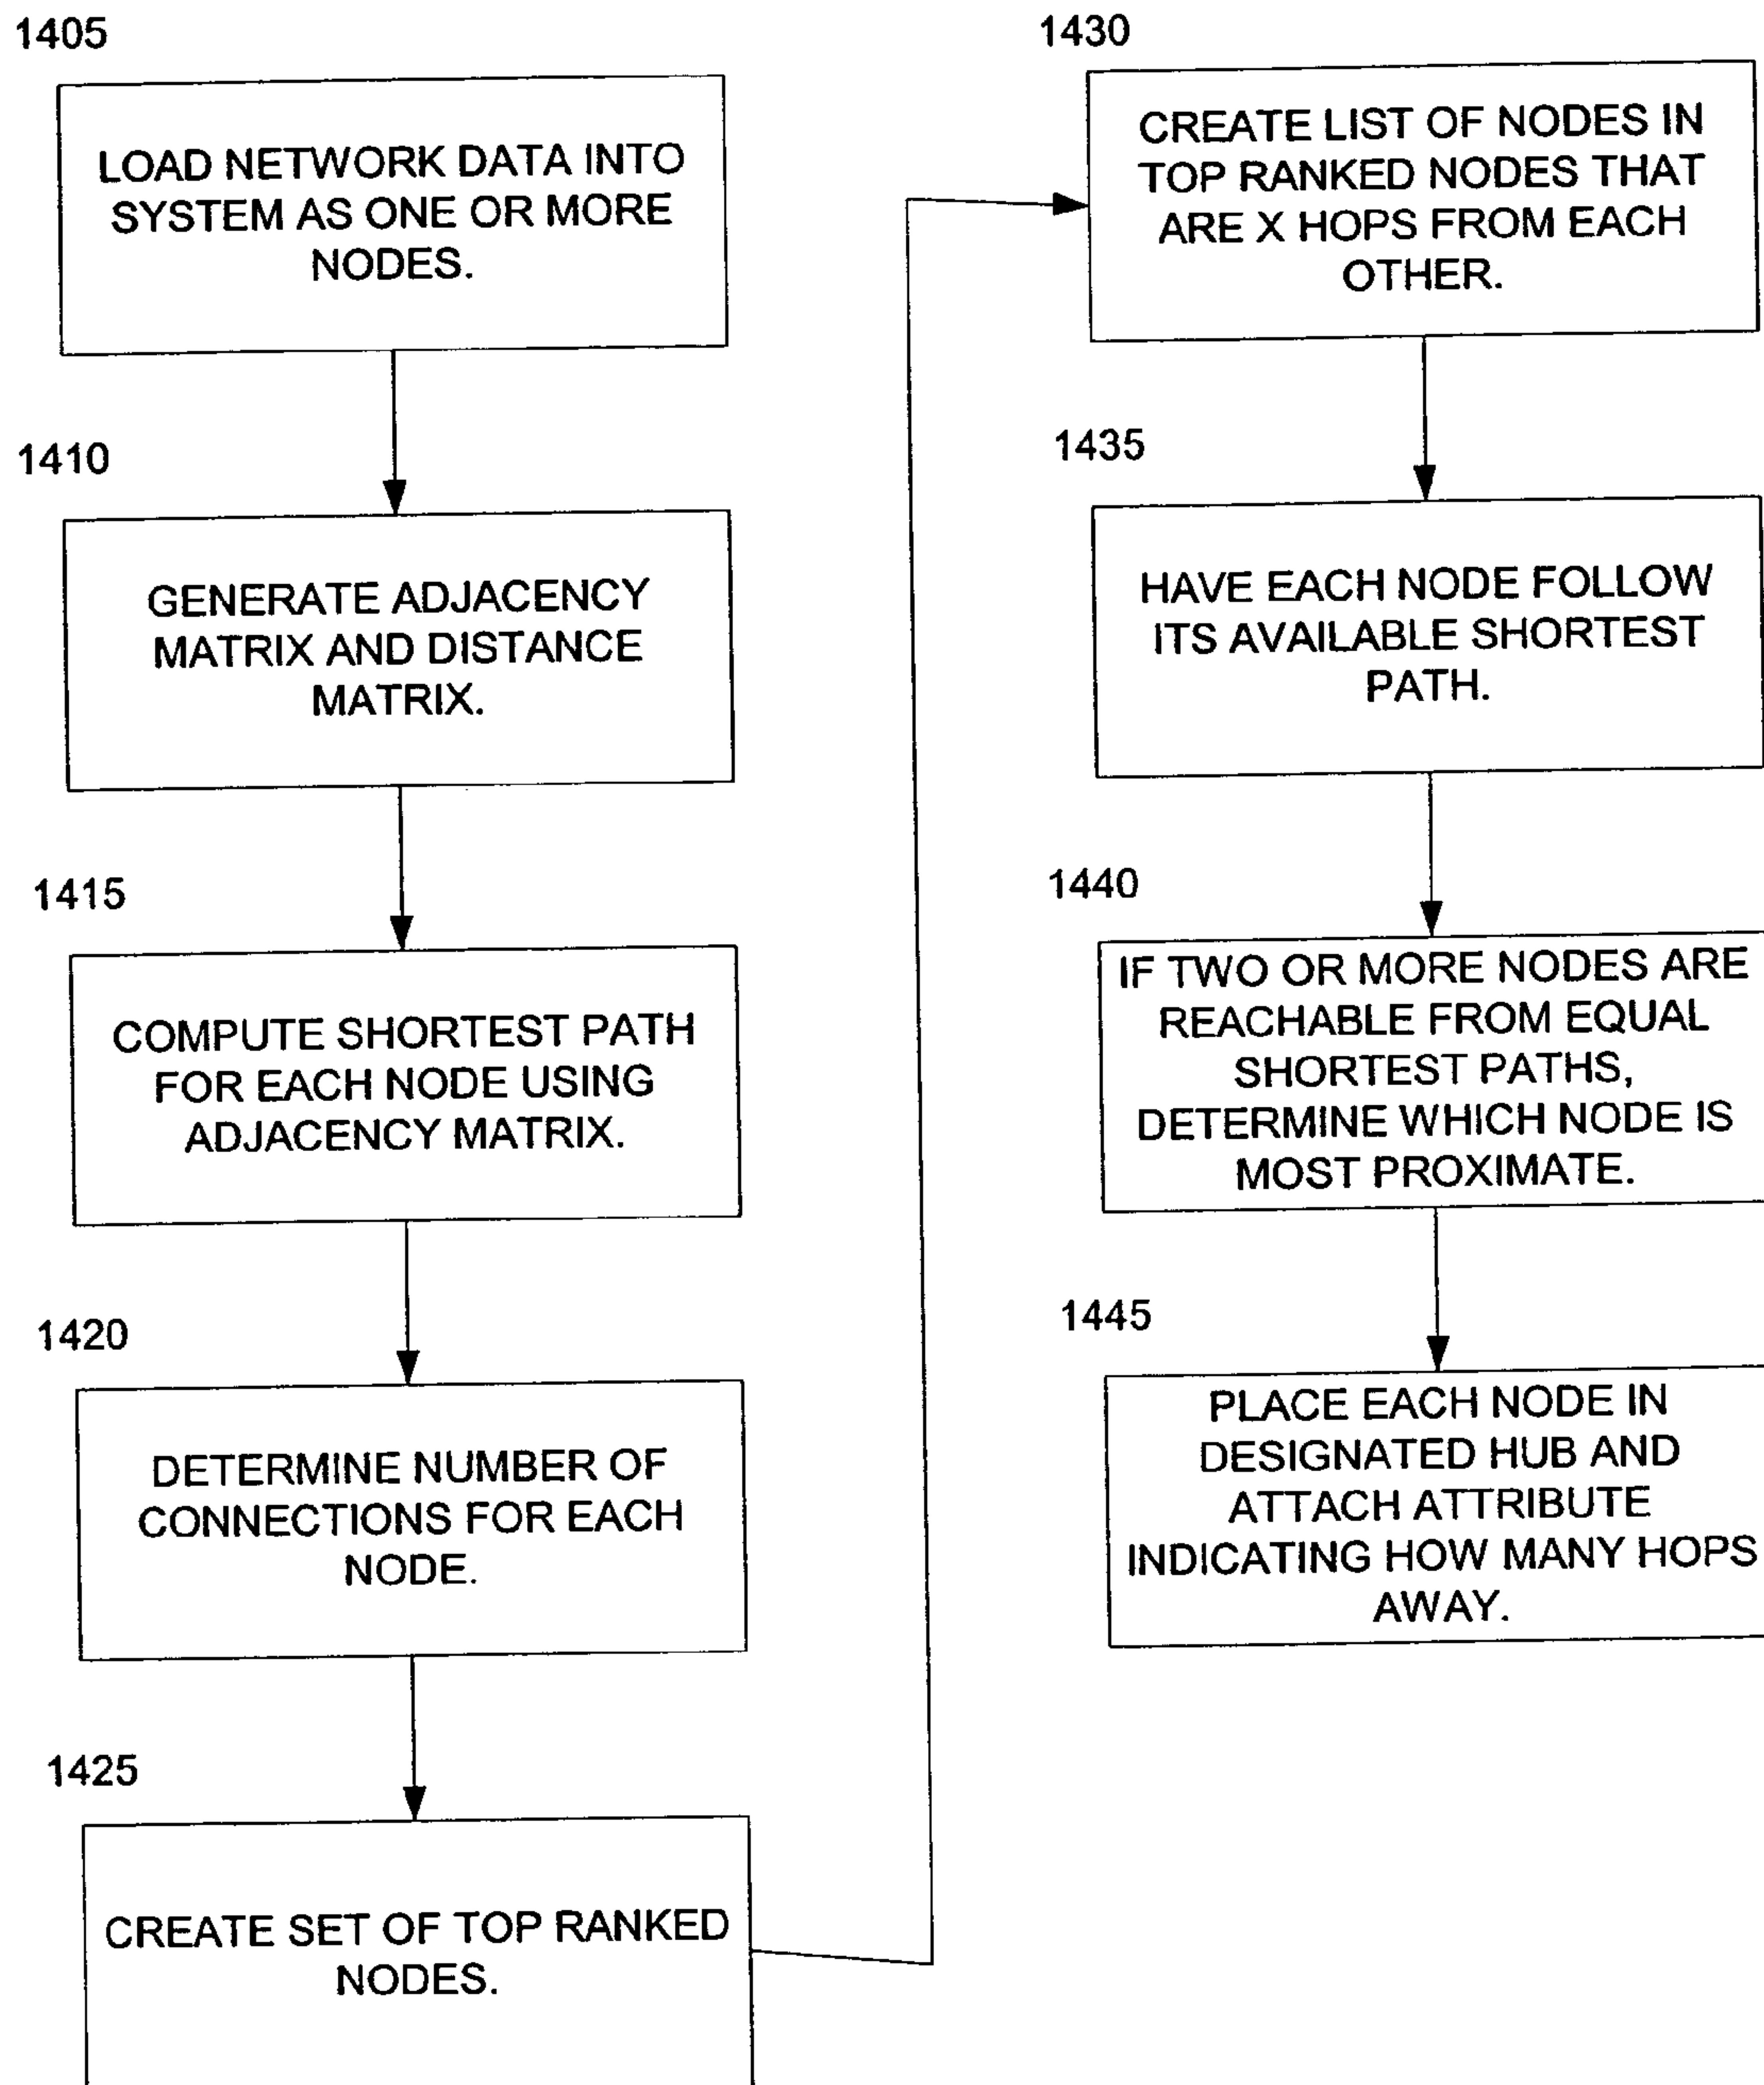 1405
LOAD NETWORK DATA INTO
SYSTEM AS ONE OR MORE
NODES.
1410
GENERATE ADJACENCY
MATRIX AND DISTANCE
MATRIX.
1415
COMPUTE SHORTEST PATH
FOR EACH NODE USING
ADJACENCY MATRIX.
1420
DETERMINE NUMBER OF
CONNECTIONS FOR EACH
NODE.
1425
CREATE SET OF TOP RANKED
NODES.
1430
CREATE LIST OF NODES IN
TOP RANKED NODES THAT
ARE X HOPS FROM EACH
OTHER.
1435
HAVE EACH NODE FOLLOW
ITS AVAILABLE SHORTEST
PATH.
1440
IF TWO OR MORE NODES ARE
REACHABLE FROM EQUAL
SHORTEST PATHS,
DETERMINE WHICH NODE IS
MOST PROXIMATE.
1445
PLACE EACH NODE IN
DESIGNATED HUB AND
ATTACH ATTRIBUTE
INDICATING HOW MANY HOPS
AWAY.